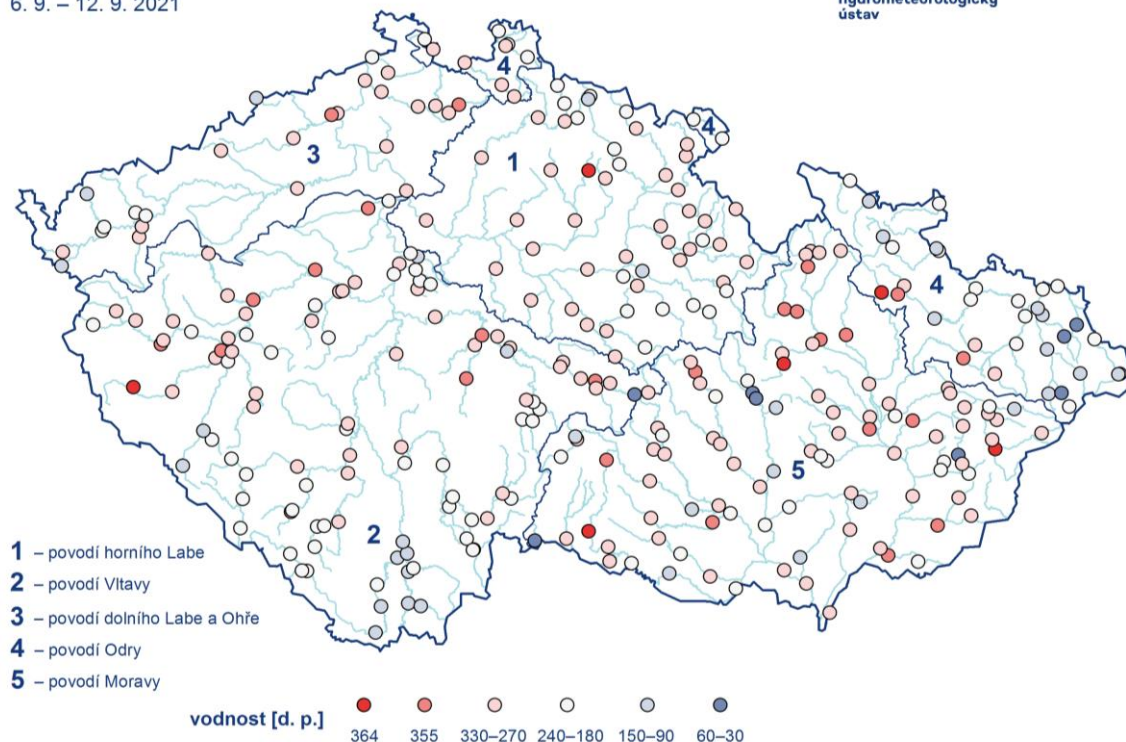 6. 9. – 12. 9. 2021
hydrometeorologický
ústav
4
4
3
1
4
5
2
1 – povodí horního Labe
2 – povodí Vltavy
3 – povodí dolního Labe a Ohře
4 – povodí Odry
5 – povodí Moravy
vodnost [d. p.]
364 355 330–270 240–180 150–90 60–30